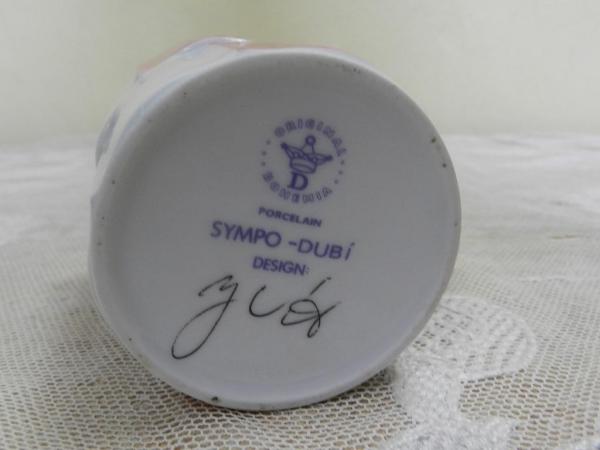 ORIGINAL
D
BOHEMIA
PORCELAIN
SYMPO-DUBí
DESIGN: